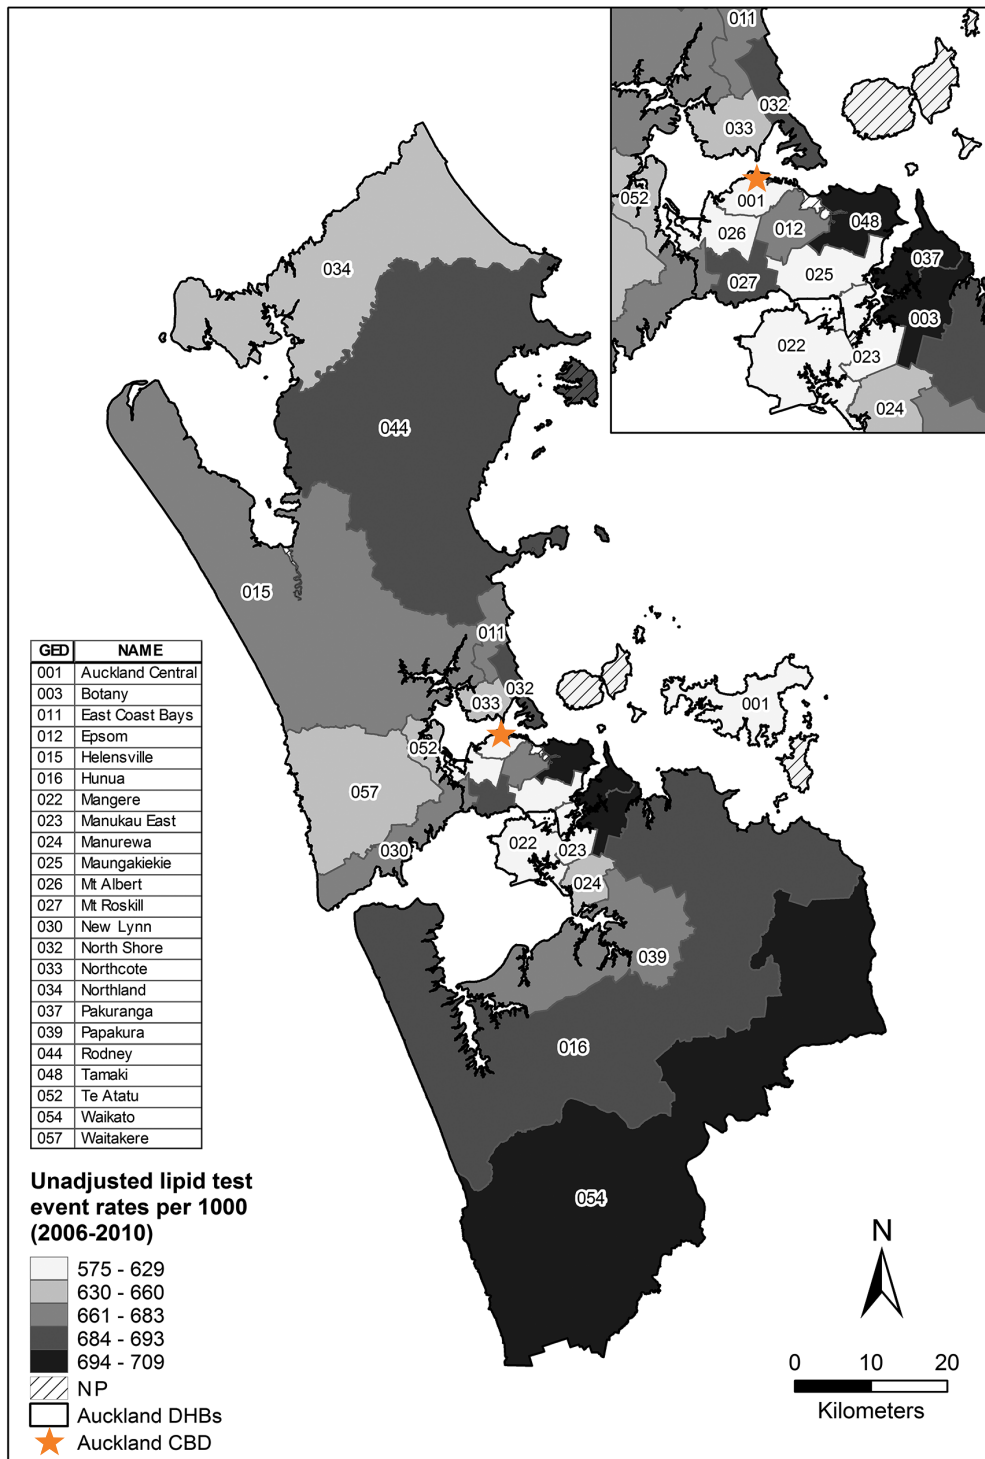 011
032
033
052
001
048
026
012
037
027
025
003
022
023
024
034
044
015
011
032
033
001
052
057
030
022
023
024
039
016
054
GED NAME
001 Auckland Central
003 Botany
011 East Coast Bays
012 Epsom
015 Helensville
016 Hunua
022 Mangere
023 Manukau East
024 Manurewa
025 Maungakiekie
026 Mt Albert
027 Mt Roskill
030 New Lynn
032 North Shore
033 Northcote
034 Northland
037 Pakuranga
039 Papakura
044 Rodney
048 Tamaki
052 Te Atatu
054 Waikato
057 Waitakere
Unadjusted lipid test
event rates per 1000
(2006-2010)
575 - 629
630 - 660
661 - 683
684 - 693
694 - 709
NP
Auckland DHBs
Auckland CBD
N
0 10 20
Kilometers